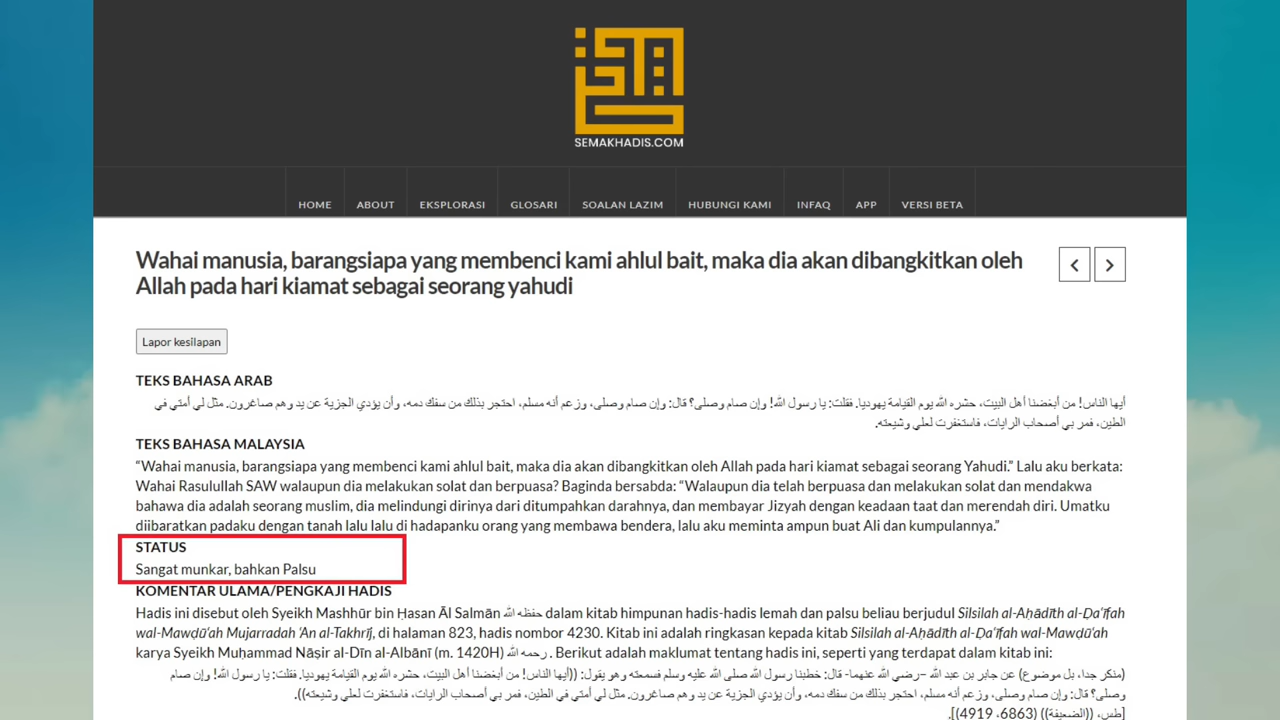 SEMAKHADIS.COM
HOME ABOUT EKSPLORASI GLOSARI SOALAN LAZIM HUBUNGI KAMI INFAQ APP VERSI BETA
Wahai manusia, barangsiapa yang membenci kami ahlul bait, maka dia akan dibangkitkan oleh
Allah pada hari kiamat sebagai seorang yahudi
Lapor kesilapan
TEKS BAHASA ARAB
أيها الناس! من أبغضنا أهل البيت، حشره الله يوم القيامة يهوديا. فقلت: يا رسول الله! وإن صام وصلى؟ قال: وإن صام وصلى، وزعم أنه مسلم، احتجر بذلك من سفك دمه، وأن يؤدي الجزية عن يد وهم صاغرون. مثل لي أمتي في
الطين، فمر بي أصحاب الرايات، فاستغفرت لعلي وشيعته.
TEKS BAHASA MALAYSIA
“Wahai manusia, barangsiapa yang membenci kami ahlul bait, maka dia akan dibangkitkan oleh Allah pada hari kiamat sebagai seorang Yahudi.” Lalu aku berkata:
Wahai Rasulullah SAW walaupun dia melakukan solat dan berpuasa? Baginda bersabda: “Walaupun dia telah berpuasa dan melakukan solat dan mendakwa
bahawa dia adalah seorang muslim, dia melindungi dirinya dari ditumpahkan darahnya, dan membayar Jizyah dengan keadaan taat dan merendah diri. Umatku
diibaratkan padaku dengan tanah lalu lalu di hadapanku orang yang membawa bendera, lalu aku meminta ampun buat Ali dan kumpulannya.”
STATUS
Sangat munkar, bahkan Palsu
KOMENTAR ULAMA/PENGKAJI HADIS
Hadis ini disebut oleh Syeikh Mashhūr bin Ḥasan Āl Salmān حفظه الله dalam kitab himpunan hadis-hadis lemah dan palsu beliau berjudul Silsilah al-Aḥādīth al-Ḍa‘īfah
wal-Mawḍū‘ah Mujarradah ‘An al-Takhrīj, di halaman 823, hadis nombor 4230. Kitab ini adalah ringkasan kepada kitab Silsilah al-Aḥādīth al-Ḍa‘īfah wal-Mawḍū‘ah
karya Syeikh Muḥammad Nāṣir al-Dīn al-Albānī (m. 1420H) رحمه الله . Berikut adalah maklumat tentang hadis ini, seperti yang terdapat dalam kitab ini:
(منكر جدا، بل موضوع) عن جابر بن عبد الله –رضي الله عنهما- قال: خطبنا رسول الله صلى الله عليه وسلم فسمعته وهو يقول: ((أيها الناس! من أبغضنا أهل البيت، حشره الله يوم القيامة يهوديا. فقلت: يا رسول الله! وإن صام
وصلى؟ قال: وإن صام وصلى، وزعم أنه مسلم، احتجر بذلك من سفك دمه، وأن يؤدي الجزية عن يد وهم صاغرون. مثل لي أمتي في الطين، فمر بي أصحاب الرايات، فاستغفرت لعلي وشيعته)).
[طس، ((الضعيفة)) (6863، 4919)].